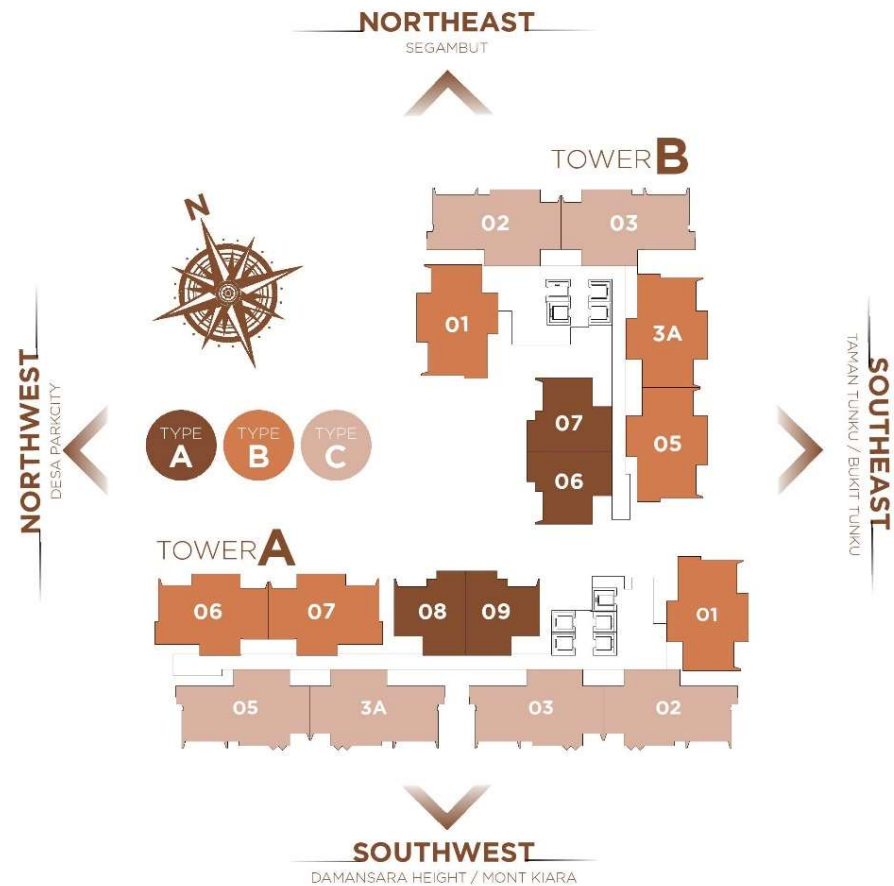 NORTHEAST
SEGAMBUT
TOWER B
N
02
03
01
3A
07
05
06
TYPE A
TYPE B
TYPE C
NORTHWEST
DESA PARKCITY
SOUTHEAST
TAMAN TUNKU / BUKIT TUNKU
TOWER A
06
07
08
09
01
05
3A
03
02
SOUTHWEST
DAMANSARA HEIGHT / MONT KIARA